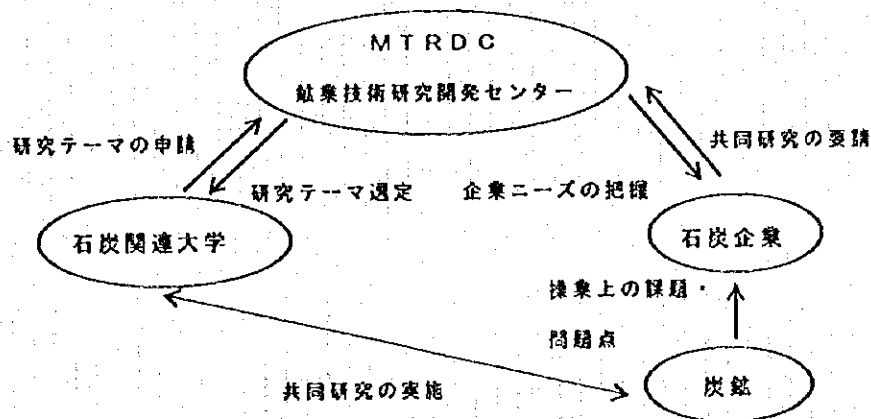 ＭＴＲＤＣ
鉱業技術研究開発センター
研究テーマの申請
共同研究の要請
研究テーマ選定
企業ニーズの把握
石炭関連大学
石炭企業
操業上の課題・
問題点
共同研究の実施
炭鉱